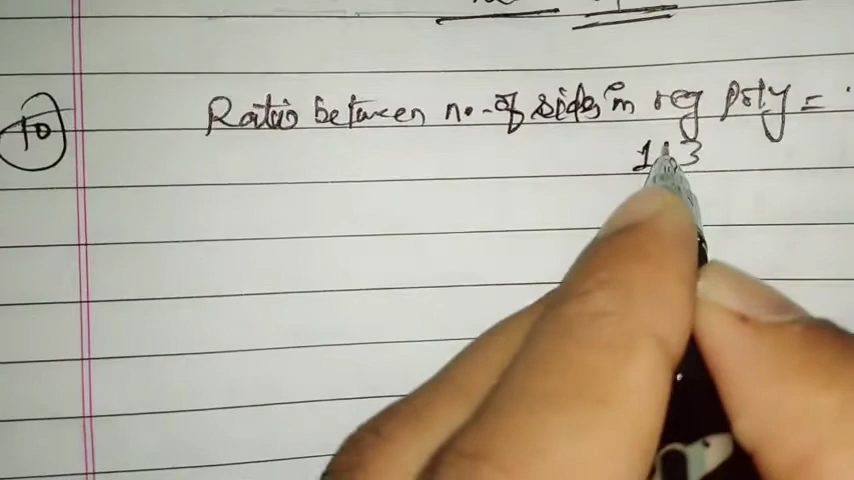 10 Ratio between no. of sides in reg poly =
1:3